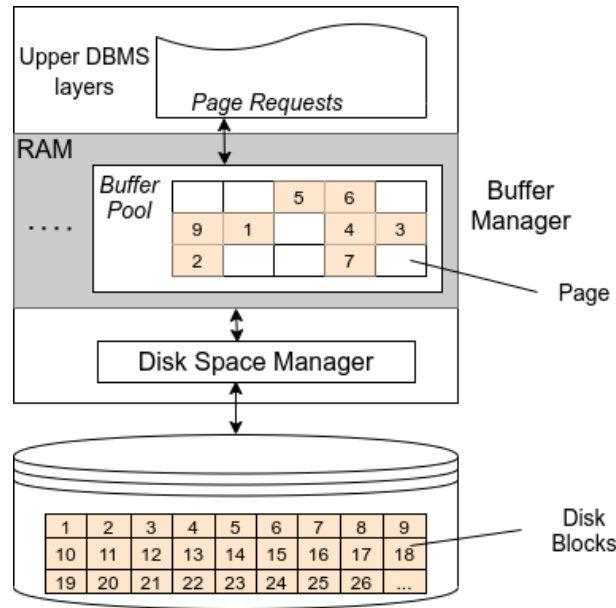 Upper DBMS
layers
Page Requests
RAM
Buffer
Pool
5 6
9 1 4 3
2 7
....
Buffer
Manager
Page
Disk Space Manager
1 2 3 4 5 6 7 8 9
10 11 12 13 14 15 16 17 18
19 20 21 22 23 24 25 26 ...
Disk
Blocks